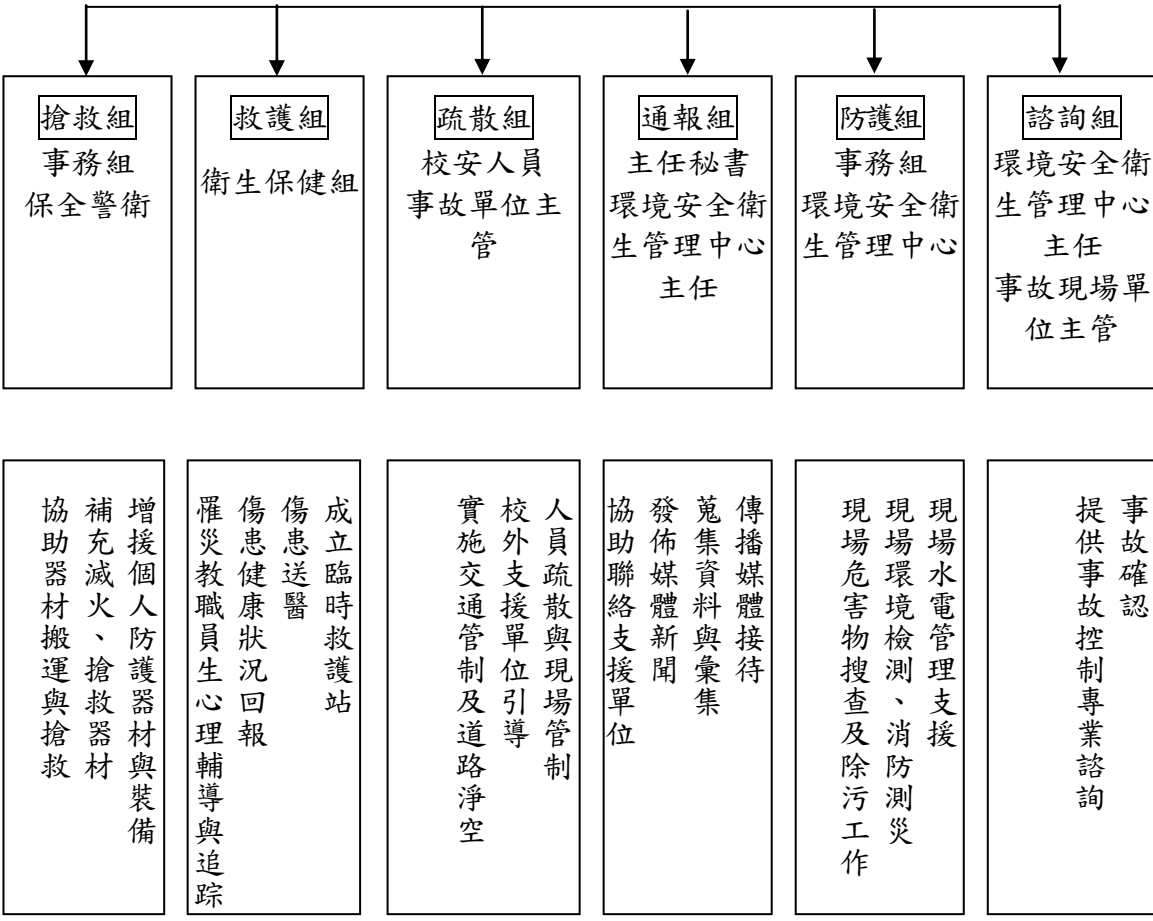 搶救組
事務組
保全警衛
救護組
衛生保健組
疏散組
校安人員
事故單位主
管
通報組
主任秘書
環境安全衛
生管理中心
主任
防護組
事務組
環境安全衛
生管理中心
諮詢組
環境安全衛
生管理中心
主任
事故現場單
位主管
增援個人防護器材與裝備
補充滅火、搶救器材
協助器材搬運與搶救
成立臨時救護站
傷患送醫
傷患健康狀況回報
罹災教職員生心理輔導與追踪
人員疏散與現場管制
校外支援單位引導
實施交通管制及道路淨空
傳播媒體接待
蒐集資料與彙集
發佈媒體新聞
協助聯絡支援單位
現場水電管理支援
現場環境檢測、消防測災
現場危害物搜查及除污工作
事故確認
提供事故控制專業諮詢